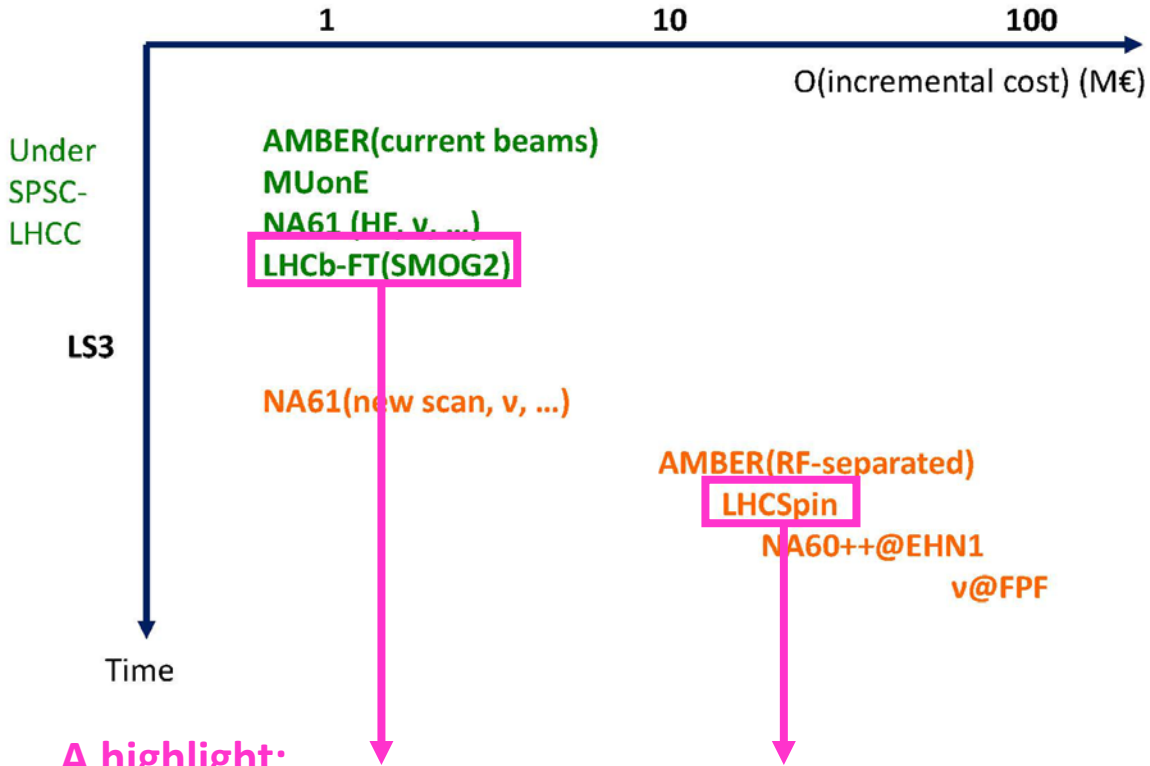 1 10 100
O(incremental cost) (M€)
Under
SPSC-
LHCC
AMBER(current beams)
MUonE
NA61 (HF, ν, ...)
LHCb-FT(SMOG2)
LS3
NA61(new scan, ν, ...)
AMBER(RF-separated)
LHCSpin
NA60++@EHN1
ν@FPF
Time
A highlight: